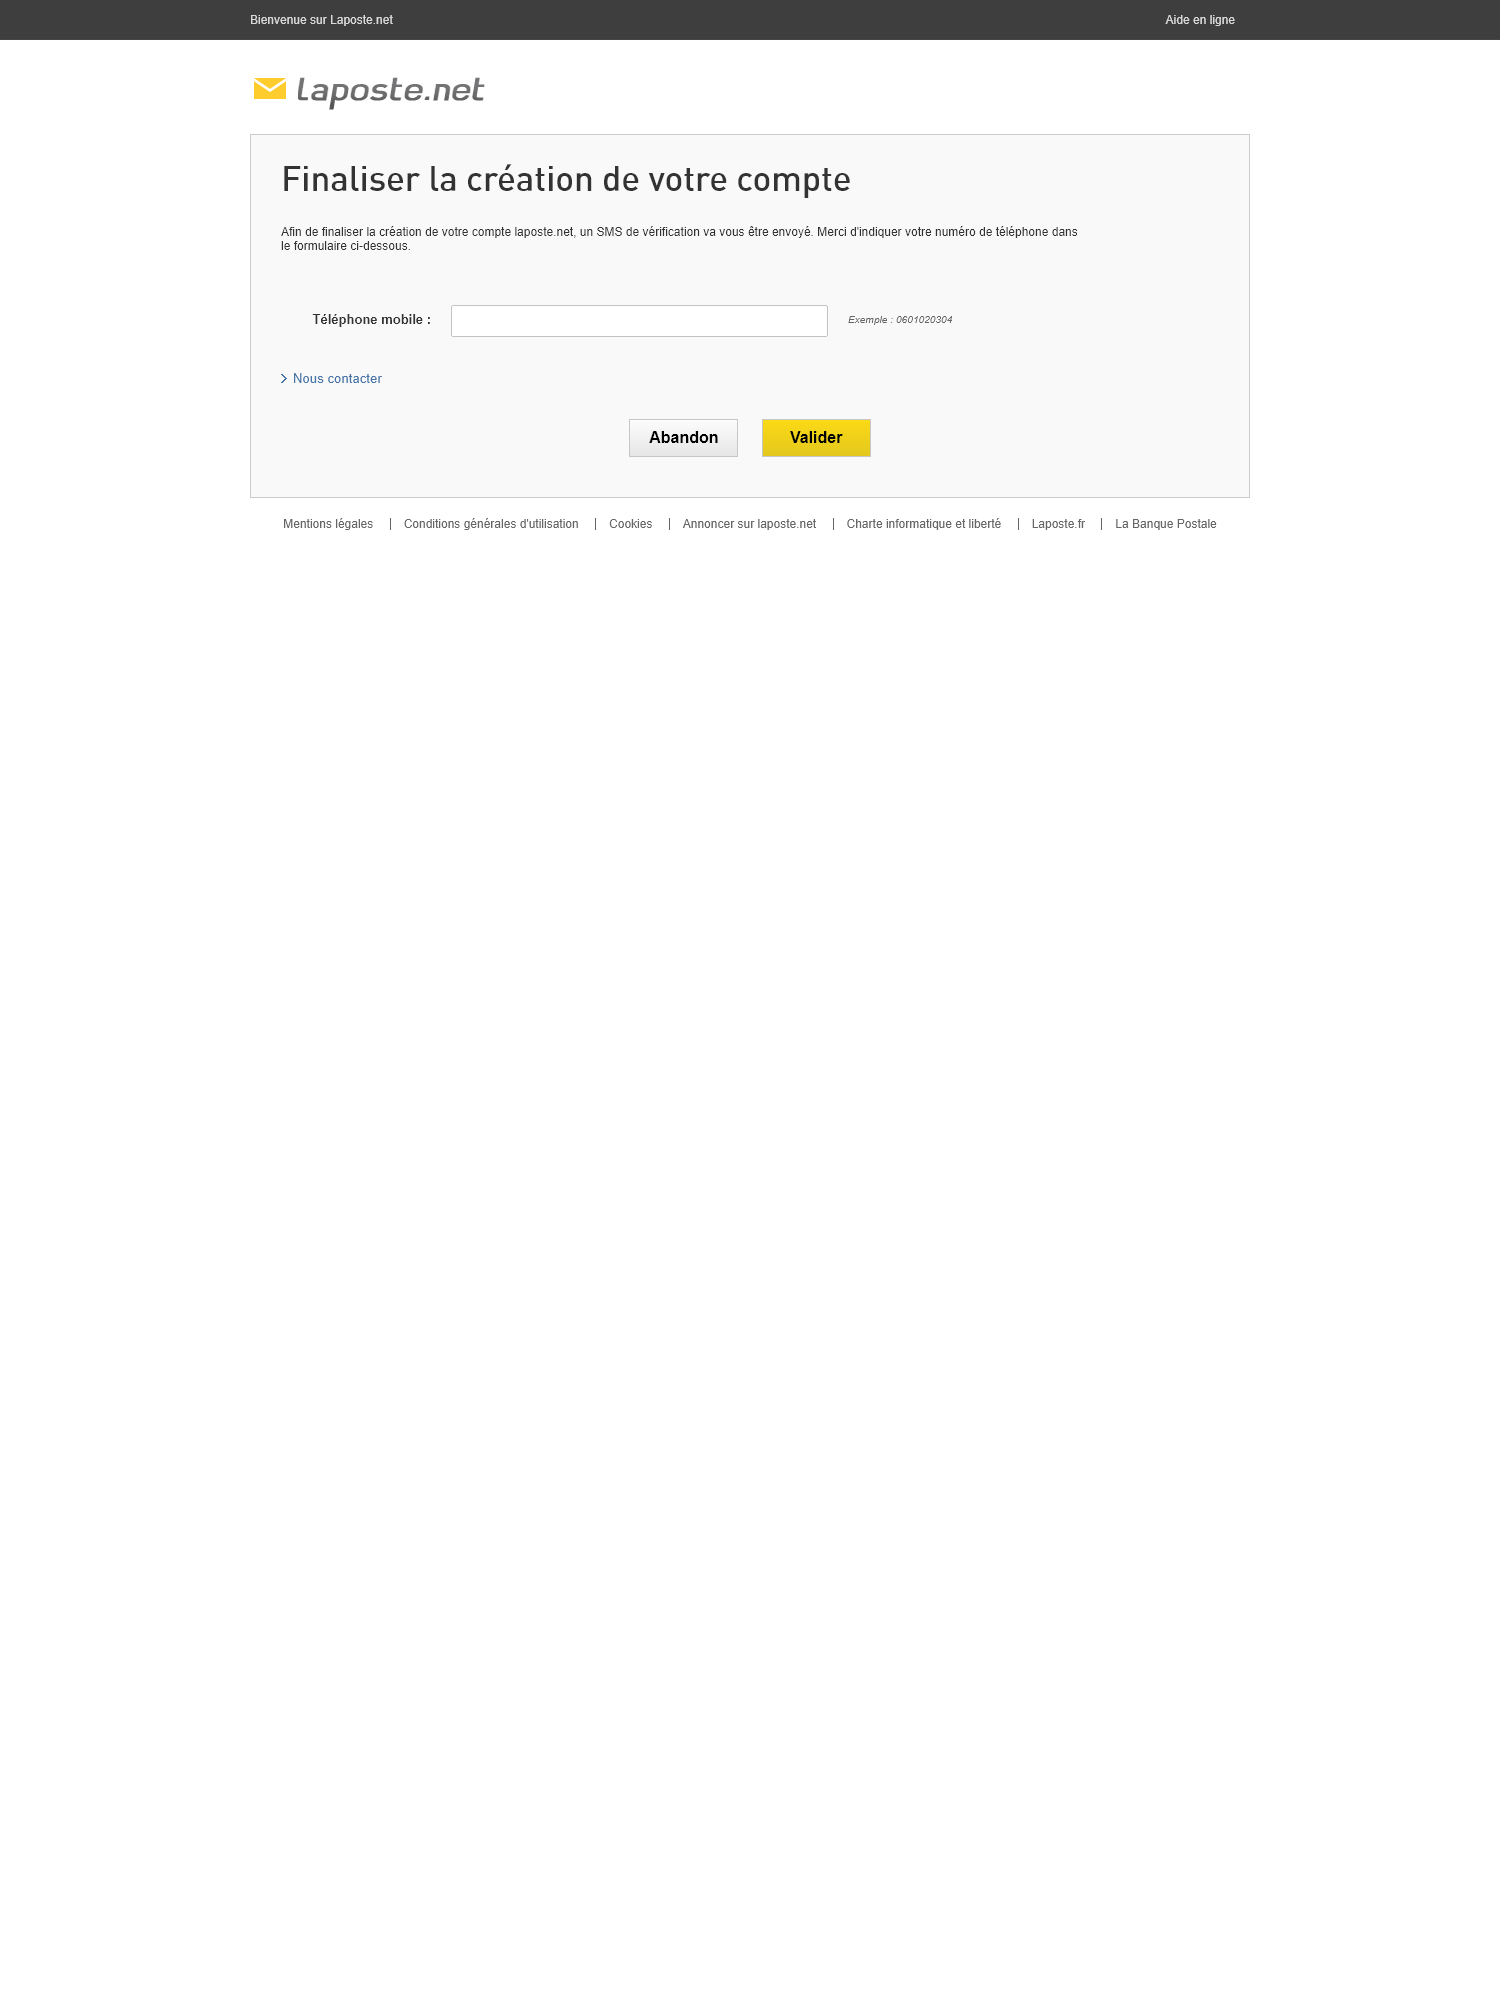 Bienvenue sur Laposte.net
Aide en ligne
laposte.net
Finaliser la création de votre compte
Afin de finaliser la création de votre compte laposte.net, un SMS de vérification va vous être envoyé. Merci d'indiquer votre numéro de téléphone dans
le formulaire ci-dessous.
Téléphone mobile :
Exemple : 0601020304
Nous contacter
Abandon
Valider
Mentions légales | Conditions générales d'utilisation | Cookies | Annoncer sur laposte.net | Charte informatique et liberté | Laposte.fr | La Banque Postale